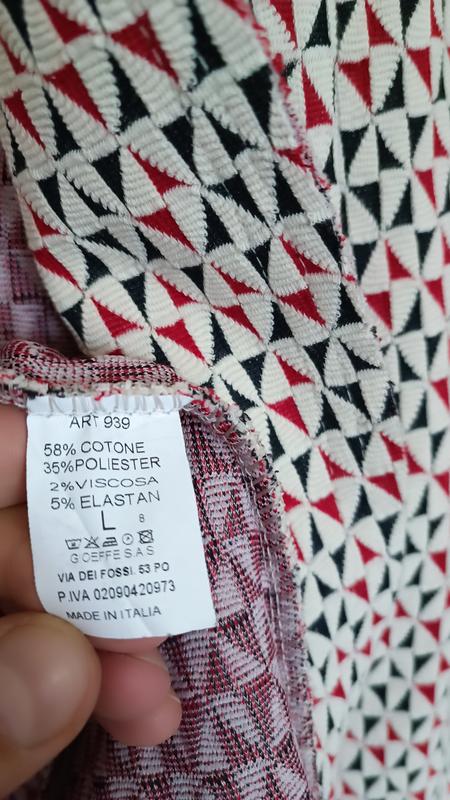 ART 939
58% COTONE
35%POLIESTER
2%VISCOSA
5% ELASTAN
L 8
G COEFFE S.A.S
VIA DEI FOSSI. 53 PO
P.IVA 02090420973
MADE IN ITALIA